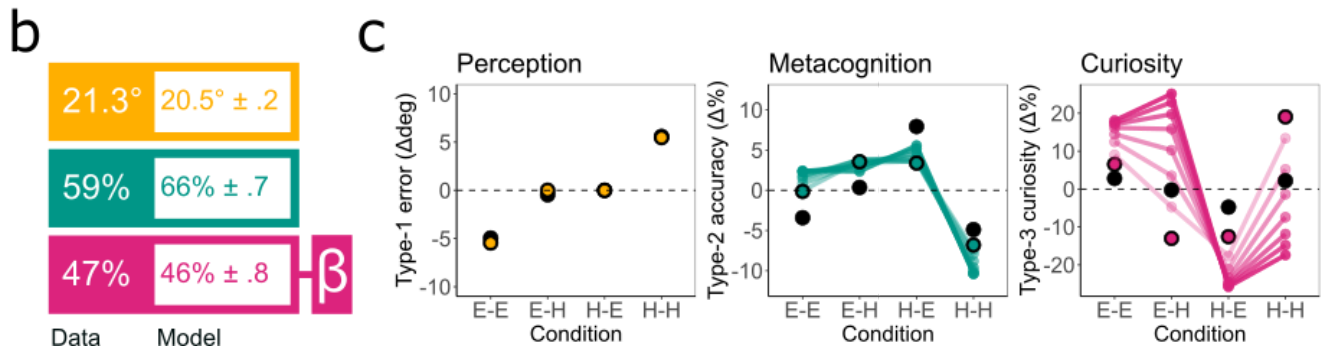 b
21.3° 20.5° ± .2
59% 66% ± .7
47% 46% ± .8 β
Data Model
c
Perception
Type-1 error (Δdeg)
10
5
0
-5
-10
E-E E-H H-E H-H
Condition
Metacognition
Type-2 accuracy (Δ%)
10
5
0
-5
-10
E-E E-H H-E H-H
Condition
Curiosity
Type-3 curiosity (Δ%)
20
10
0
-10
-20
E-E E-H H-E H-H
Condition